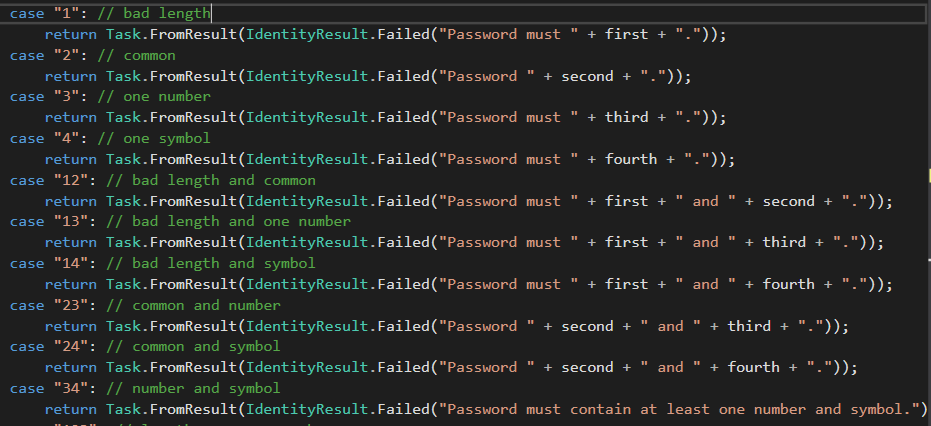 case "1": // bad length
return Task.FromResult(IdentityResult.Failed("Password must " + first + "."));
case "2": // common
return Task.FromResult(IdentityResult.Failed("Password " + second + "."));
case "3": // one number
return Task.FromResult(IdentityResult.Failed("Password must " + third + "."));
case "4": // one symbol
return Task.FromResult(IdentityResult.Failed("Password must " + fourth + "."));
case "12": // bad length and common
return Task.FromResult(IdentityResult.Failed("Password must " + first + " and " + second + "."));
case "13": // bad length and one number
return Task.FromResult(IdentityResult.Failed("Password must " + first + " and " + third + "."));
case "14": // bad length and symbol
return Task.FromResult(IdentityResult.Failed("Password must " + first + " and " + fourth + "."));
case "23": // common and number
return Task.FromResult(IdentityResult.Failed("Password " + second + " and " + third + "."));
case "24": // common and symbol
return Task.FromResult(IdentityResult.Failed("Password " + second + " and " + fourth + "."));
case "34": // number and symbol
return Task.FromResult(IdentityResult.Failed("Password must contain at least one number and symbol.")